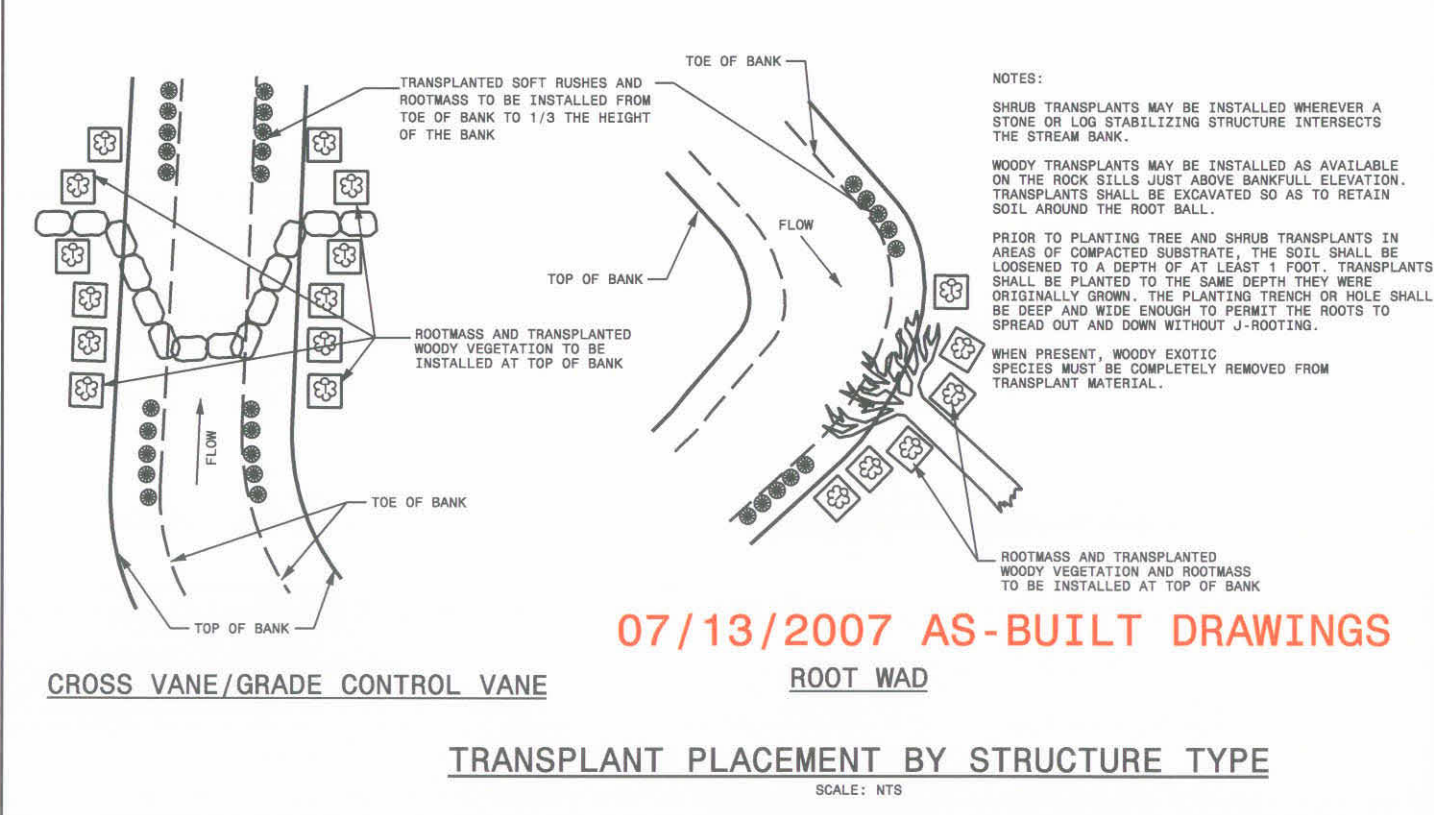 TRANSPLANTED SOFT RUSHES AND
ROOTMASS TO BE INSTALLED FROM
TOE OF BANK TO 1/3 THE HEIGHT
OF THE BANK
ROOTMASS AND TRANSPLANTED
WOODY VEGETATION TO BE
INSTALLED AT TOP OF BANK
FLOW
TOE OF BANK
TOP OF BANK
CROSS VANE/GRADE CONTROL VANE
TOE OF BANK
FLOW
TOP OF BANK
ROOTMASS AND TRANSPLANTED
WOODY VEGETATION AND ROOTMASS
TO BE INSTALLED AT TOP OF BANK
NOTES:
SHRUB TRANSPLANTS MAY BE INSTALLED WHEREVER A
STONE OR LOG STABILIZING STRUCTURE INTERSECTS
THE STREAM BANK.
WOODY TRANSPLANTS MAY BE INSTALLED AS AVAILABLE
ON THE ROCK SILLS JUST ABOVE BANKFULL ELEVATION.
TRANSPLANTS SHALL BE EXCAVATED SO AS TO RETAIN
SOIL AROUND THE ROOT BALL.
PRIOR TO PLANTING TREE AND SHRUB TRANSPLANTS IN
AREAS OF COMPACTED SUBSTRATE, THE SOIL SHALL BE
LOOSENED TO A DEPTH OF AT LEAST 1 FOOT. TRANSPLANTS
SHALL BE PLANTED TO THE SAME DEPTH THEY WERE
ORIGINALLY GROWN. THE PLANTING TRENCH OR HOLE SHALL
BE DEEP AND WIDE ENOUGH TO PERMIT THE ROOTS TO
SPREAD OUT AND DOWN WITHOUT J-ROOTING.
WHEN PRESENT, WOODY EXOTIC
SPECIES MUST BE COMPLETELY REMOVED FROM
TRANSPLANT MATERIAL.
07/13/2007 AS-BUILT DRAWINGS
ROOT WAD
TRANSPLANT PLACEMENT BY STRUCTURE TYPE
SCALE: NTS